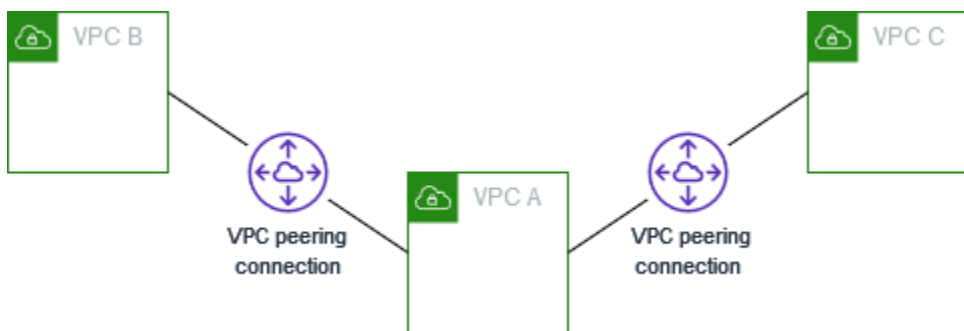 VPC B
VPC C
VPC A
VPC peering
connection
VPC peering
connection